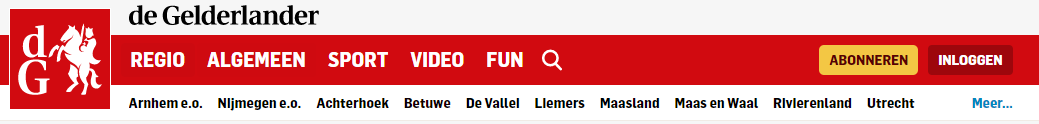 de Gelderlander
dG
REGIO ALGEMEEN SPORT VIDEO FUN ABONNEREN INLOGGEN
Arnhem e.o. Nijmegen e.o. Achterhoek Betuwe De Vallei Liemers Maasland Maas en Waal Rivierenland Utrecht Meer...